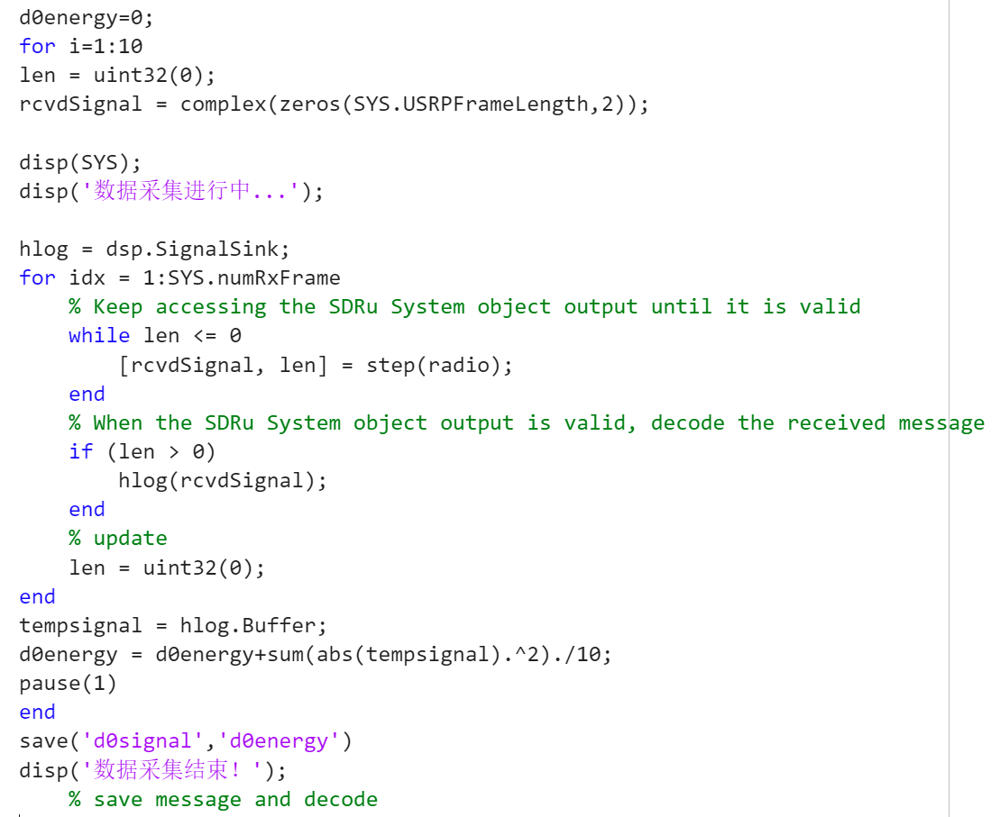 d0energy=0;
for i=1:10
len = uint32(0);
rcvdSignal = complex(zeros(SYS.USRPFrameLength,2));
disp(SYS);
disp('数据采集进行中...');
hlog = dsp.SignalSink;
for idx = 1:SYS.numRxFrame
    % Keep accessing the SDRu System object output until it is valid
    while len <= 0
        [rcvdSignal, len] = step(radio);
    end
    % When the SDRu System object output is valid, decode the received message
    if (len > 0)
        hlog(rcvdSignal);
    end
    % update
    len = uint32(0);
end
tempsignal = hlog.Buffer;
d0energy = d0energy+sum(abs(tempsignal).^2)./10;
pause(1)
end
save('d0signal','d0energy')
disp('数据采集结束！');
    % save message and decode